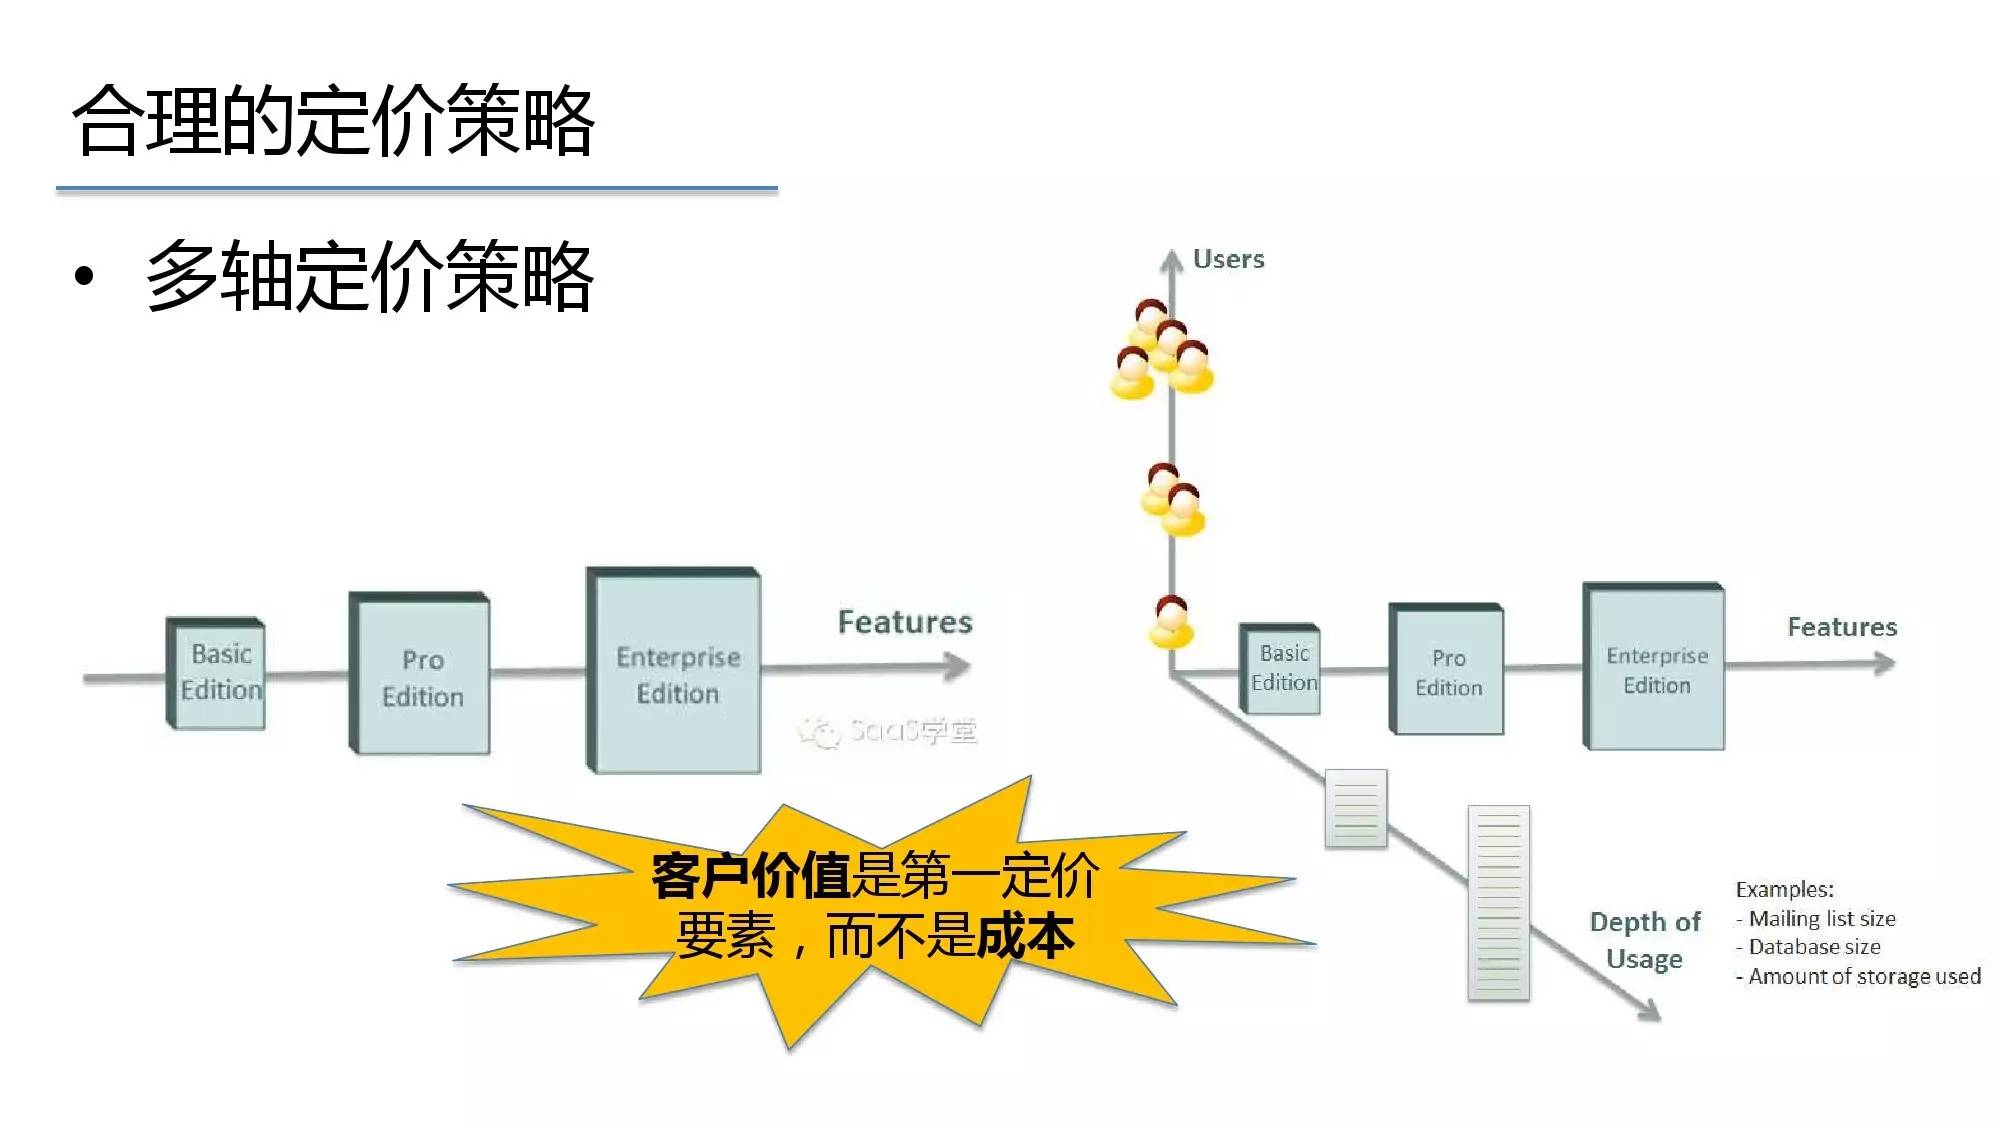 合理的定价策略
• 多轴定价策略
Basic
Edition
Pro
Edition
Enterprise
Edition
Features
SaaS学堂
Users
Basic
Edition
Pro
Edition
Enterprise
Edition
Features
Depth of
Usage
Examples:
- Mailing list size
- Database size
- Amount of storage used
客户价值是第一定价
要素，而不是成本